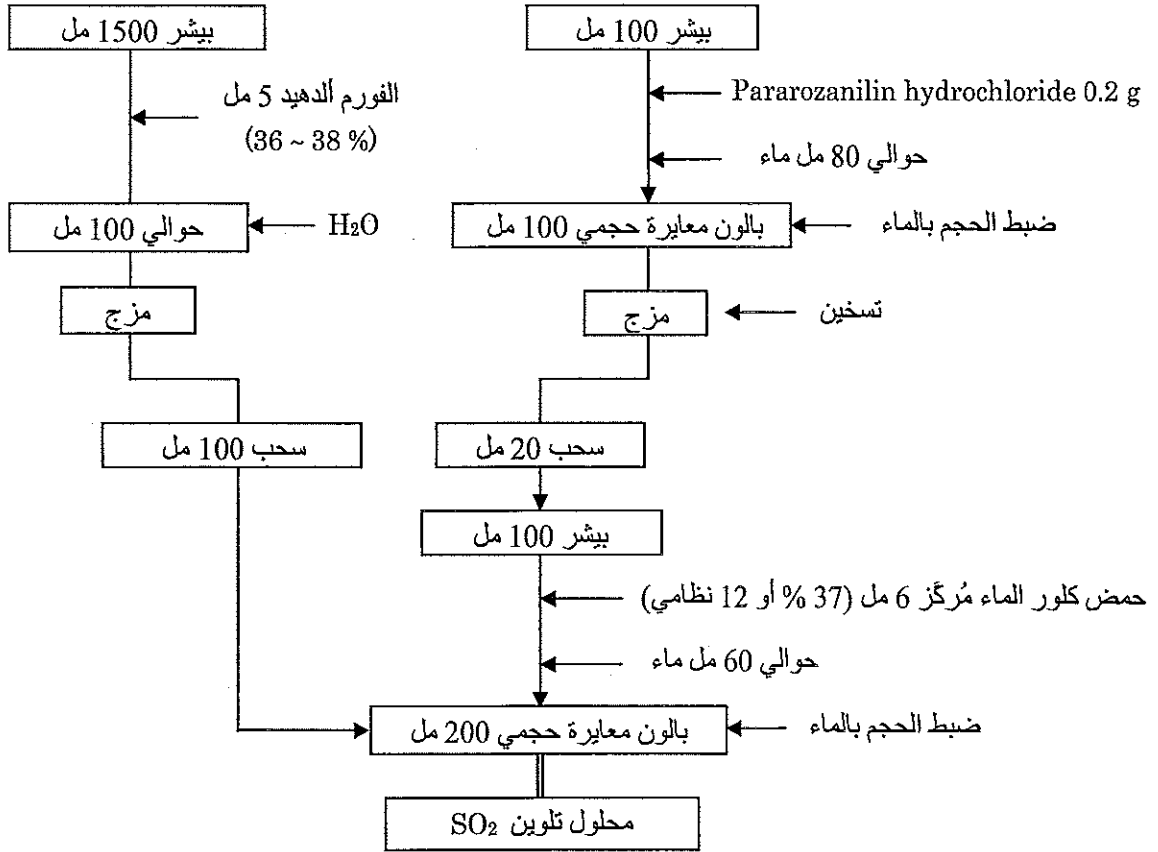 بيشر 1500 مل
بيشر 100 مل
الفورم ألدهيد 5 مل
(36 ~ 38 %)
Pararozanilin hydrochloride 0.2 g
حوالي 80 مل ماء
حوالي 100 مل
H₂O
بالون معايرة حجمي 100 مل
ضبط الحجم بالماء
مزج
مزج
تسخين
سحب 100 مل
سحب 20 مل
بيشر 100 مل
حمض كلور الماء مُركَّز 6 مل (37 % أو 12 نظامي)
حوالي 60 مل ماء
بالون معايرة حجمي 200 مل
ضبط الحجم بالماء
محلول تلوين SO₂